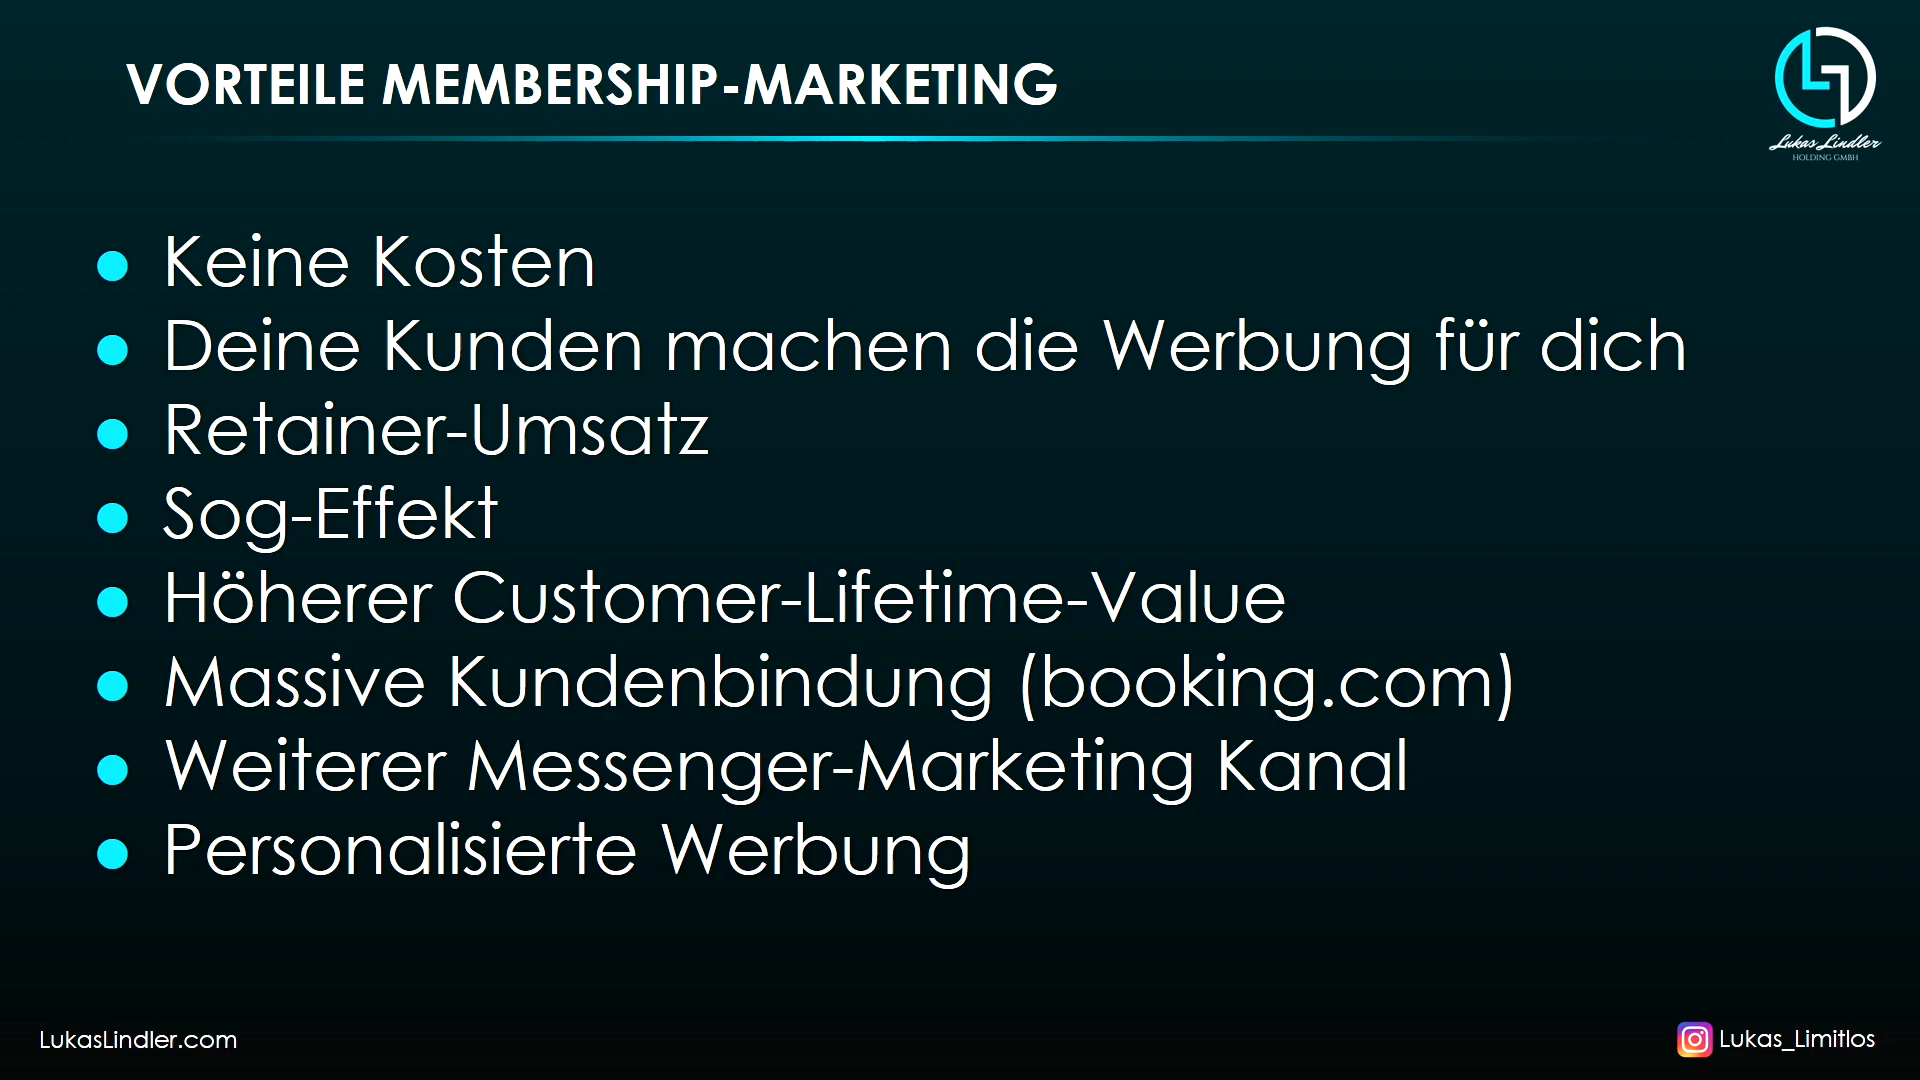 VORTEILE MEMBERSHIP-MARKETING
Lukas Lindler
HOLDING GMBH
Keine Kosten
Deine Kunden machen die Werbung für dich
Retainer-Umsatz
Sog-Effekt
Höherer Customer-Lifetime-Value
Massive Kundenbindung (booking.com)
Weiterer Messenger-Marketing Kanal
Personalisierte Werbung
LukasLindler.com
Lukas_Limitlos